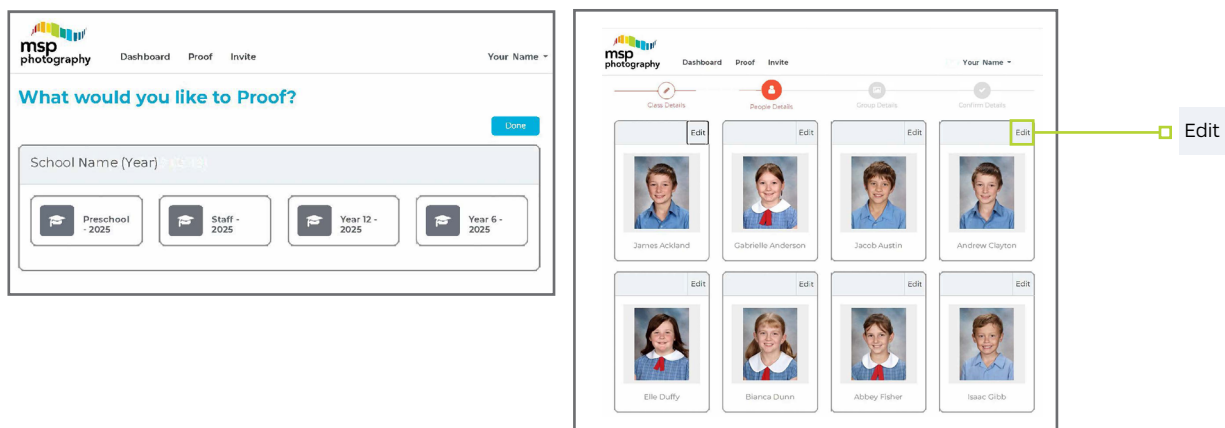 msp
photography
Dashboard Proof Invite
Your Name
What would you like to Proof?
Done
School Name (Year)
Preschool
- 2025
Staff -
2025
Year 12 -
2025
Year 6 -
2025
msp
photography
Dashboard Proof Invite
Your Name
Class Details
People Details
Group Details
Confirm Details
Edit
Edit
Edit
Edit
James Ackland
Gabrielle Anderson
Jacob Austin
Andrew Clayton
Edit
Edit
Edit
Edit
Elle Duffy
Bianca Dunn
Abbey Fisher
Isaac Gibb
Edit